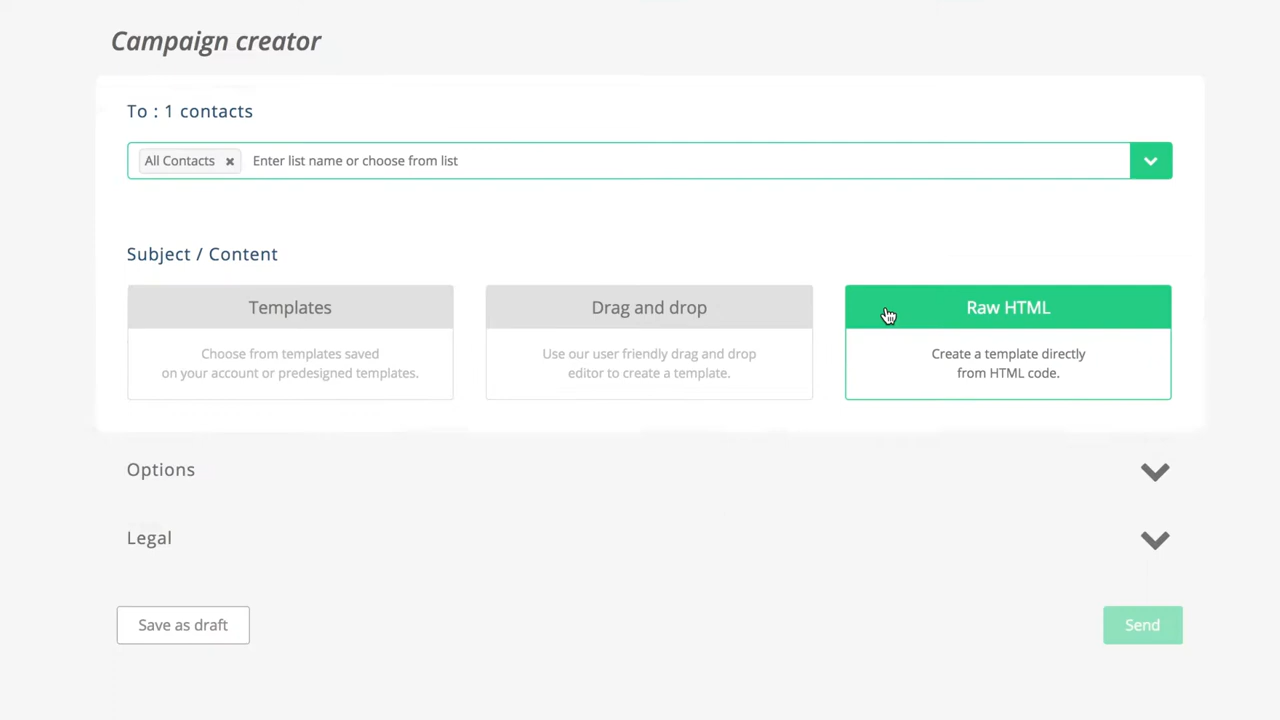 Campaign creator
To : 1 contacts
All Contacts × Enter list name or choose from list
Subject / Content
Templates
Choose from templates saved
on your account or predesigned templates.
Drag and drop
Use our user friendly drag and drop
editor to create a template.
Raw HTML
Create a template directly
from HTML code.
Options
Legal
Save as draft
Send